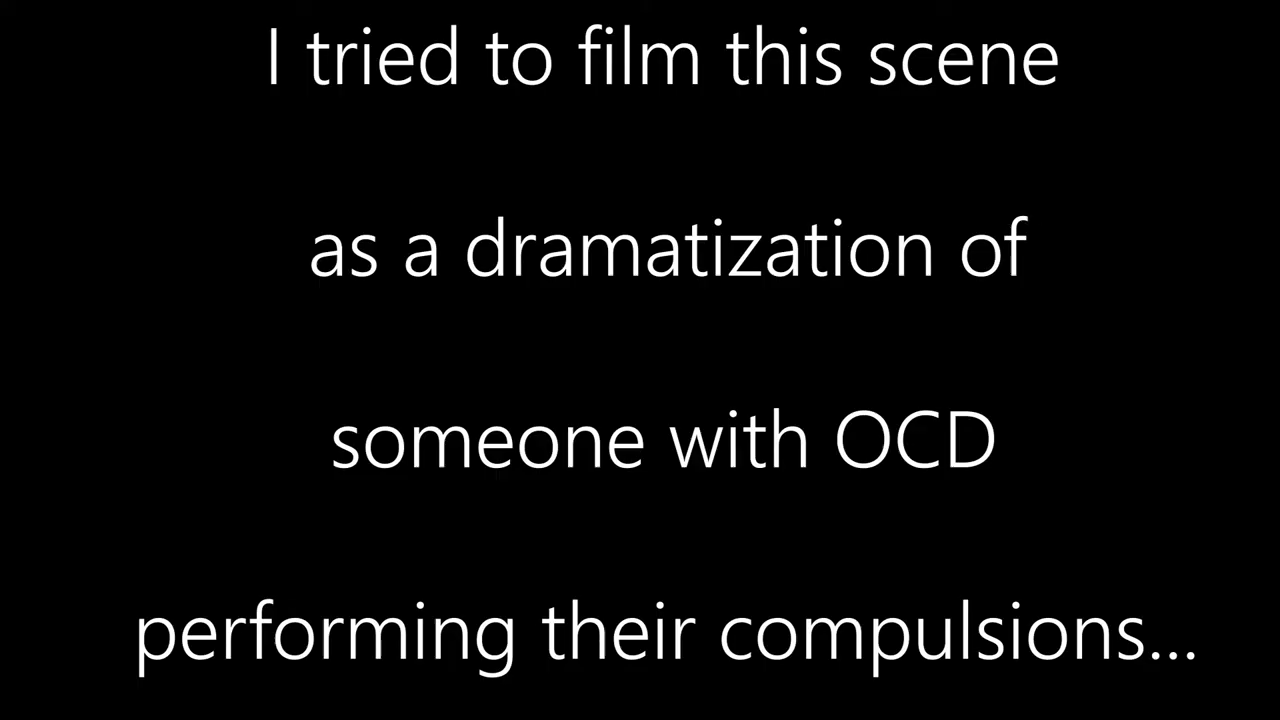 I tried to film this scene
as a dramatization of
someone with OCD
performing their compulsions...